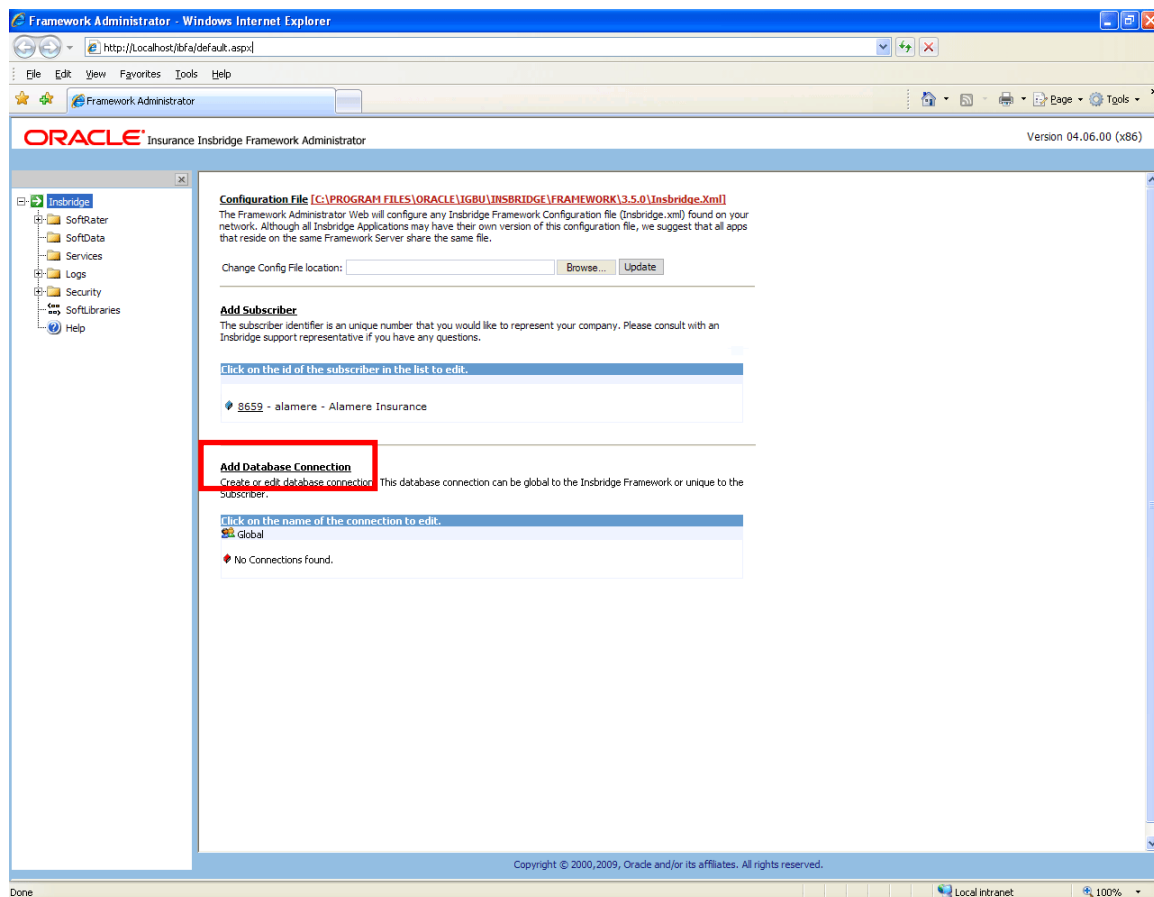 Framework Administrator - Windows Internet Explorer
http://Localhost/ibfa/default.aspx
File Edit View Favorites Tools Help
Framework Administrator
Page Tools
ORACLE Insurance Insbridge Framework Administrator
Version 04.06.00 (x86)
Insbridge
SoftRater
SoftData
Services
Logs
Security
SoftLibraries
Help
Configuration File [C:\PROGRAM FILES\ORACLE\IGBU\INSBRIDGE\FRAMEWORK\3.5.0\Insbridge.Xml]
The Framework Administrator Web will configure any Insbridge Framework Configuration file (Insbridge.xml) found on your
network. Although all Insbridge Applications may have their own version of this configuration file, we suggest that all apps
that reside on the same Framework Server share the same file.
Change Config File location: Browse... Update
Add Subscriber
The subscriber identifier is an unique number that you would like to represent your company. Please consult with an
Insbridge support representative if you have any questions.
Click on the id of the subscriber in the list to edit.
8659 - alamere - Alamere Insurance
Add Database Connection
Create or edit database connection. This database connection can be global to the Insbridge Framework or unique to the
Subscriber.
Click on the name of the connection to edit.
Global
No Connections found.
Copyright © 2000,2009, Oracle and/or its affiliates. All rights reserved.
Done
Local intranet
100%